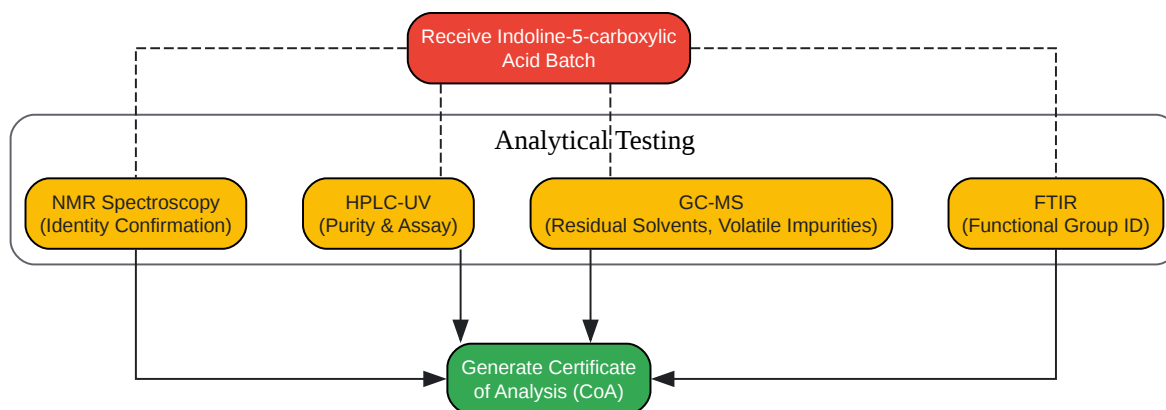 Receive Indoline-5-carboxylic
Acid Batch
Analytical Testing
NMR Spectroscopy
(Identity Confirmation)
HPLC-UV
(Purity & Assay)
GC-MS
(Residual Solvents, Volatile Impurities)
FTIR
(Functional Group ID)
Generate Certificate
of Analysis (CoA)